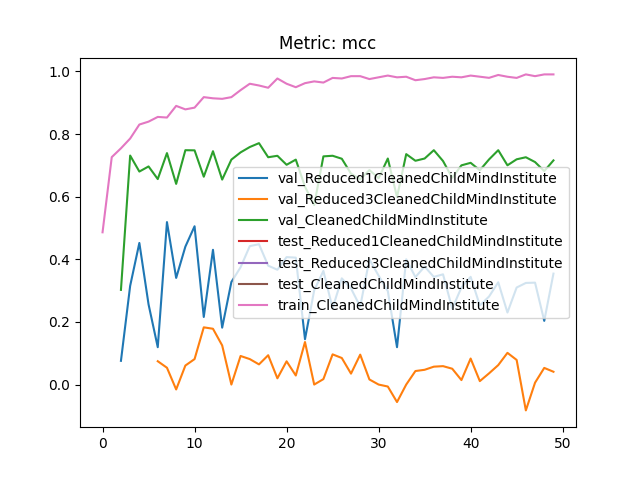 Metric: mcc
1.0
0.8
0.6
0.4
0.2
0.0
val_Reduced1CleanedChildMindInstitute
val_Reduced3CleanedChildMindInstitute
val_CleanedChildMindInstitute
test_Reduced1CleanedChildMindInstitute
test_Reduced3CleanedChildMindInstitute
test_CleanedChildMindInstitute
train_CleanedChildMindInstitute
0 10 20 30 40 50